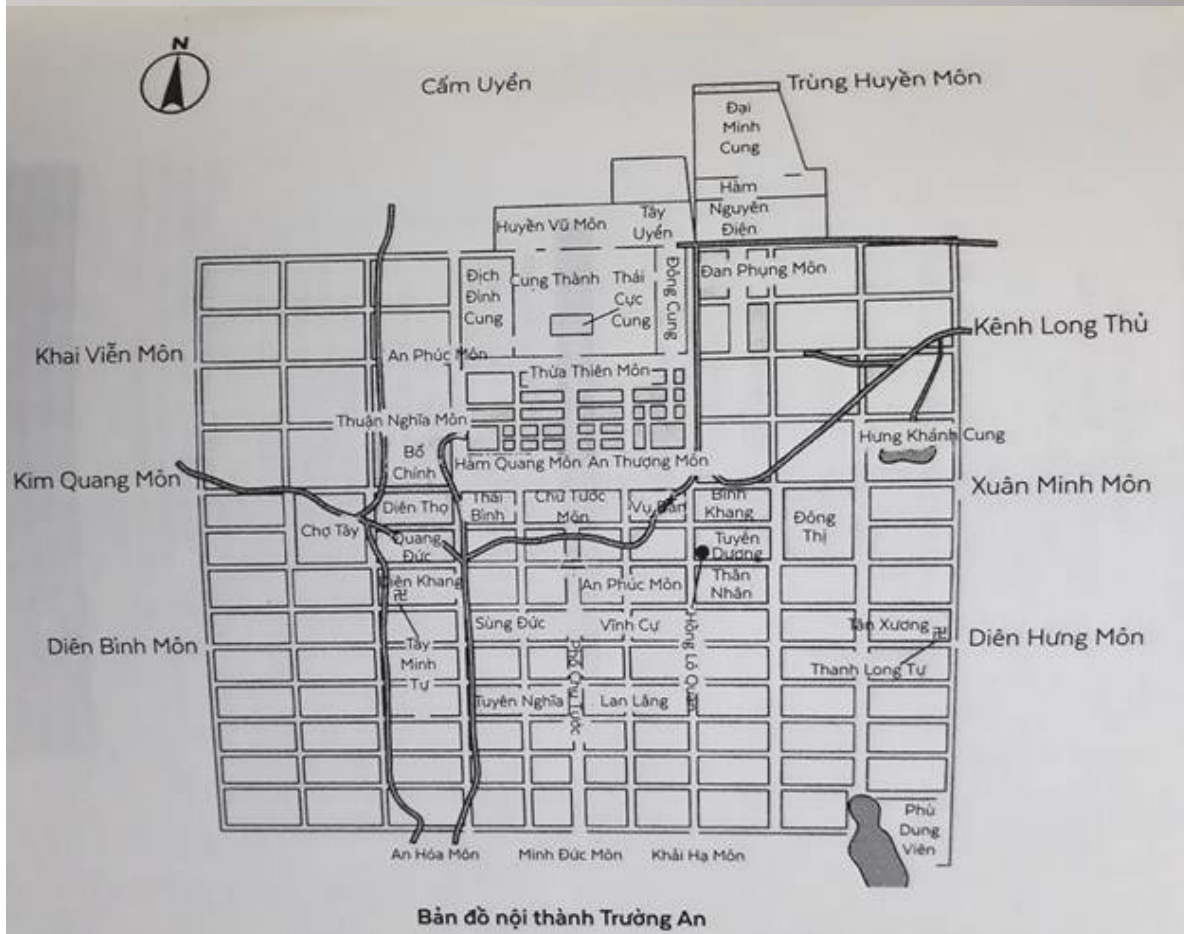 N
Cấm Uyển
Trùng Huyền Môn
Đại
Minh
Cung
Hàm
Nguyên
Điện
Huyền Vũ Môn
Tây
Uyển
Địch
Đình
Cung
Cung Thành
Thái
Cực
Cung
Đông Cung
Đan Phụng Môn
Khai Viễn Môn
An Phúc Môn
Kênh Long Thủ
Thừa Thiên Môn
Thuận Nghĩa Môn
Bố
Chính
Hàm Quang Môn
An Thượng Môn
Hưng Khánh Cung
Kim Quang Môn
Xuân Minh Môn
Diên Thọ
Thái
Bình
Chu Tước
Môn
Vụ Bản
Bình
Khang
Đông
Thị
Chợ Tây
Quang
Đức
Tuyên
Dương
Diên Khang
卍
An Phúc Môn
Thân
Nhân
Sùng Đức
Vĩnh Cự
Hồng Lô Quán
Tân Xương
卍
Diên Bình Môn
Diên Hưng Môn
Tây
Minh
Tự
Phố Chu Tước
Thanh Long Tự
Tuyên Nghĩa
Lan Lăng
Phù
Dung
Viên
An Hóa Môn
Minh Đức Môn
Khải Hạ Môn
Bản đồ nội thành Trường An